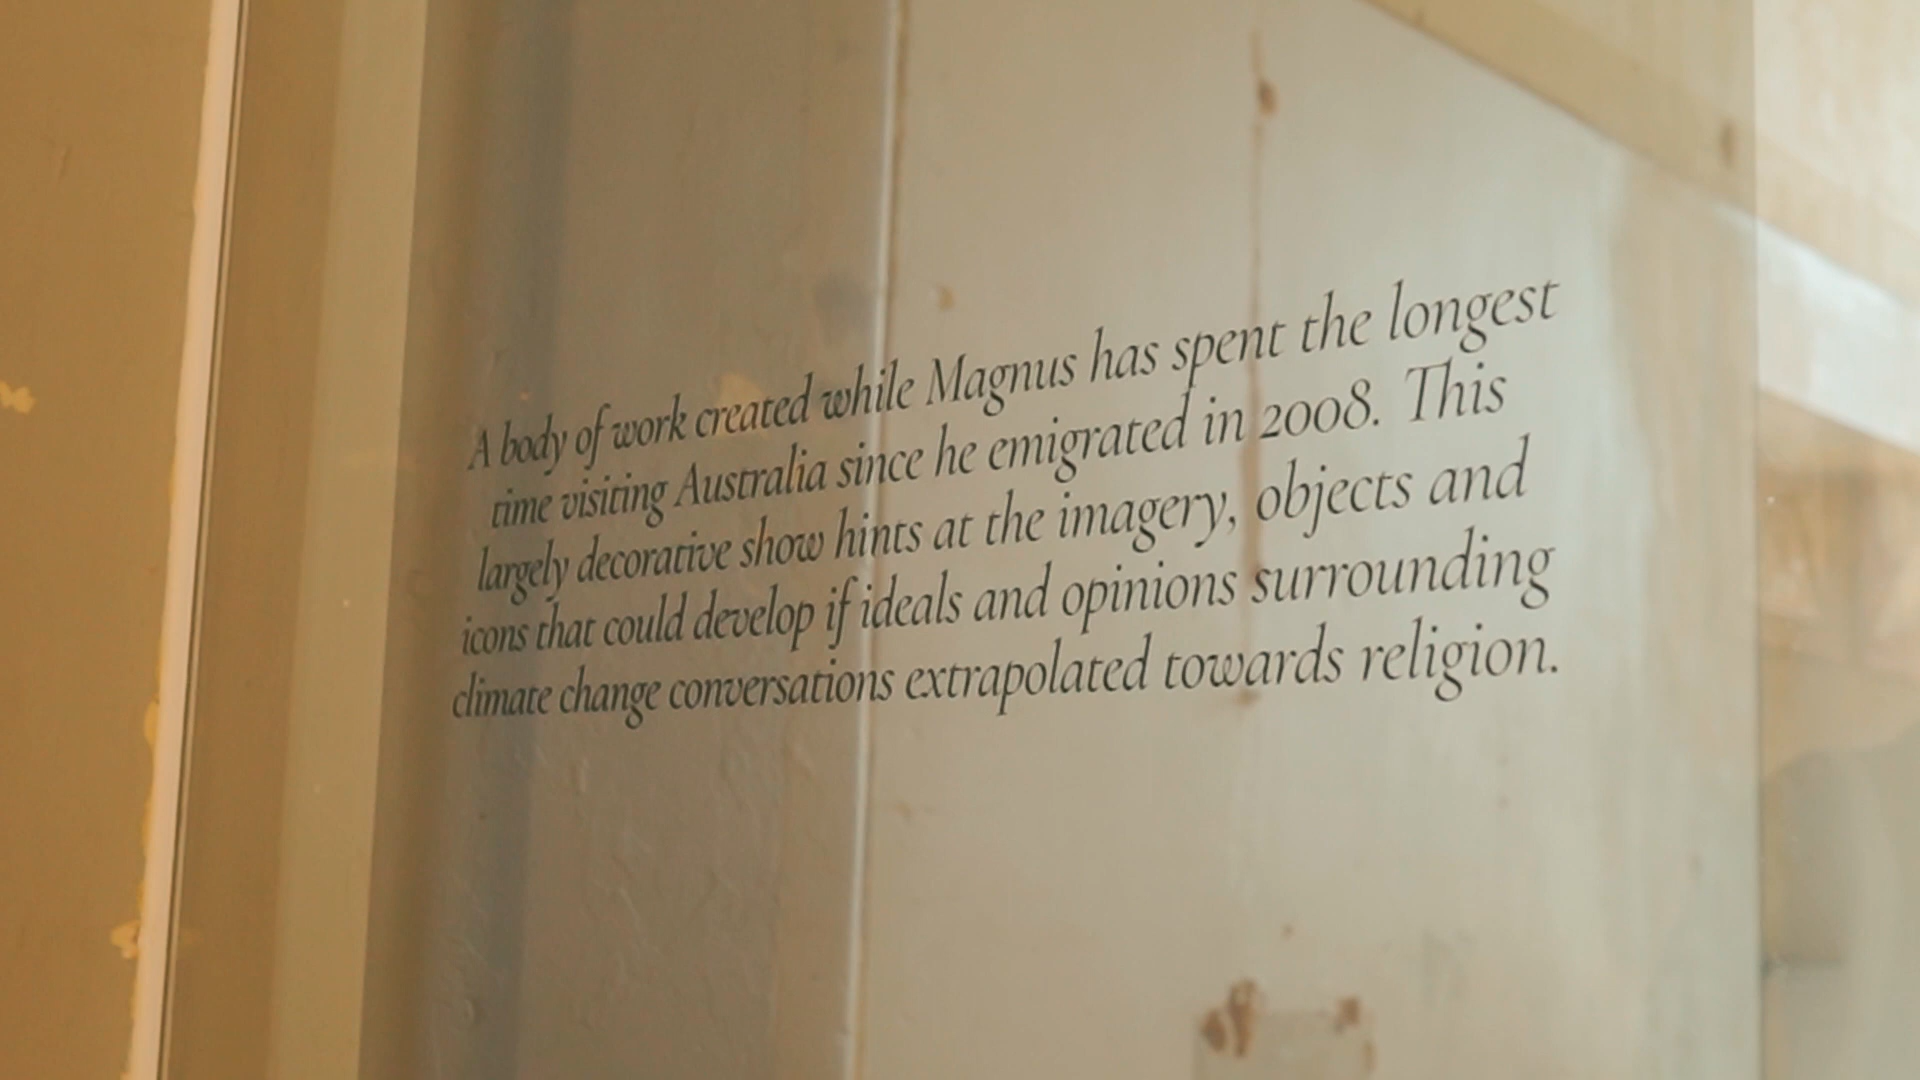 A body of work created while Magnus has spent the longest
time visiting Australia since he emigrated in 2008. This
largely decorative show hints at the imagery, objects and
icons that could develop if ideals and opinions surrounding
climate change conversations extrapolated towards religion.